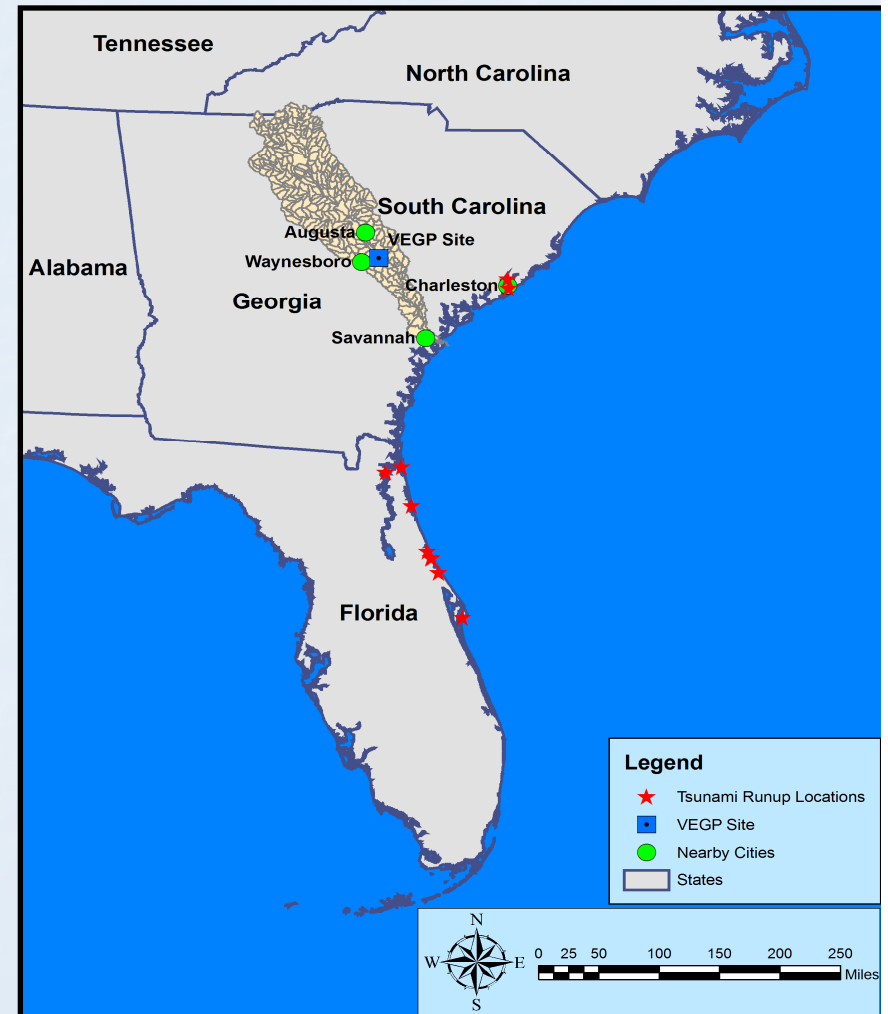 Tennessee
North Carolina
South Carolina
Augusta
VEGP Site
Waynesboro
Alabama
Charleston
Georgia
Savannah
Florida
Legend
Tsunami Runup Locations
VEGP Site
Nearby Cities
States
N
W E
S
0 25 50 100 150 200 250
Miles